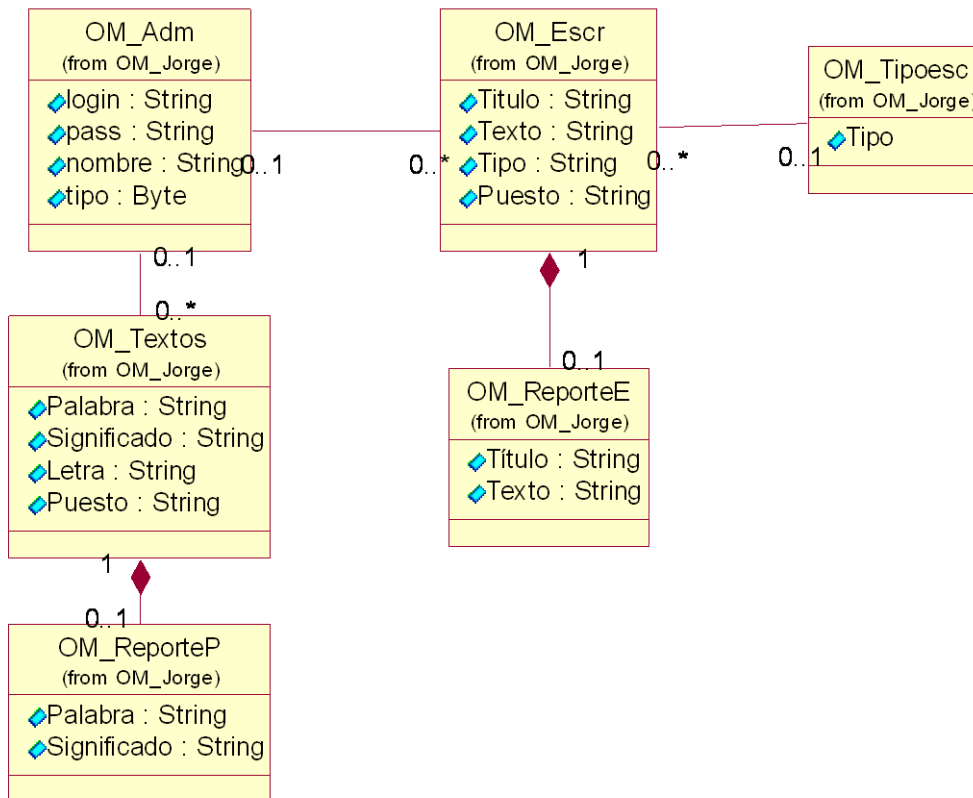 OM_Adm
(from OM_Jorge)
login : String
pass : String
nombre : String
tipo : Byte
0..1
0..*
OM_Escr
(from OM_Jorge)
Titulo : String
Texto : String
Tipo : String
Puesto : String
0..*
0..1
OM_Tipoesc
(from OM_Jorge)
Tipo
0..1
0..*
1
0..1
OM_Textos
(from OM_Jorge)
Palabra : String
Significado : String
Letra : String
Puesto : String
OM_ReporteE
(from OM_Jorge)
Título : String
Texto : String
1
0..1
OM_ReporteP
(from OM_Jorge)
Palabra : String
Significado : String